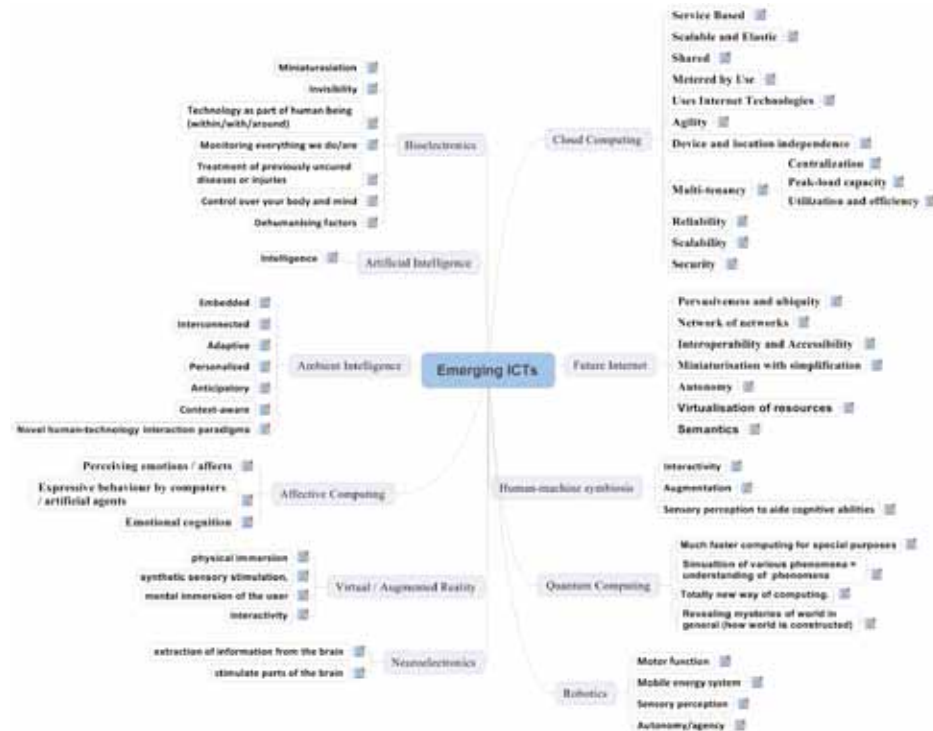 Emerging ICTs
Bioelectronics
Miniaturasiation
Invisibility
Technology as part of human being
(within/with/around)
Monitoring everything we do/are
Treatment of previously uncured
diseases or injuries
Control over your body and mind
Dehumanising factors
Artificial Intelligence
Intelligence
Ambient Intelligence
Embedded
Interconnected
Adaptive
Personalised
Anticipatory
Context-aware
Novel human-technology interaction paradigms
Affective Computing
Perceiving emotions / affects
Expressive behaviour by computers
/ artificial agents
Emotional cognition
Virtual / Augmented Reality
physical immersion
synthetic sensory stimulation,
mental immersion of the user
interactivity
Neuroelectronics
extraction of information from the brain
stimulate parts of the brain
Cloud Computing
Service Based
Scalable and Elastic
Shared
Metered by Use
Uses Internet Technologies
Agility
Device and location independence
Multi-tenancy
Centralization
Peak-load capacity
Utilization and efficiency
Reliability
Scalability
Security
Future Internet
Pervasiveness and ubiquity
Network of networks
Interoperability and Accessibility
Miniaturisation with simplification
Autonomy
Virtualisation of resources
Semantics
Human-machine symbiosis
Interactivity
Augmentation
Sensory perception to aide cognitive abilities
Quantum Computing
Much faster computing for special purposes
of various phenomena =
understanding of phenomena
Totally new way of computing.
Revealing mysteries of world in
general (how world is constructed)
Robotics
Motor function
Mobile energy system
Sensory perception
Autonomy/agency